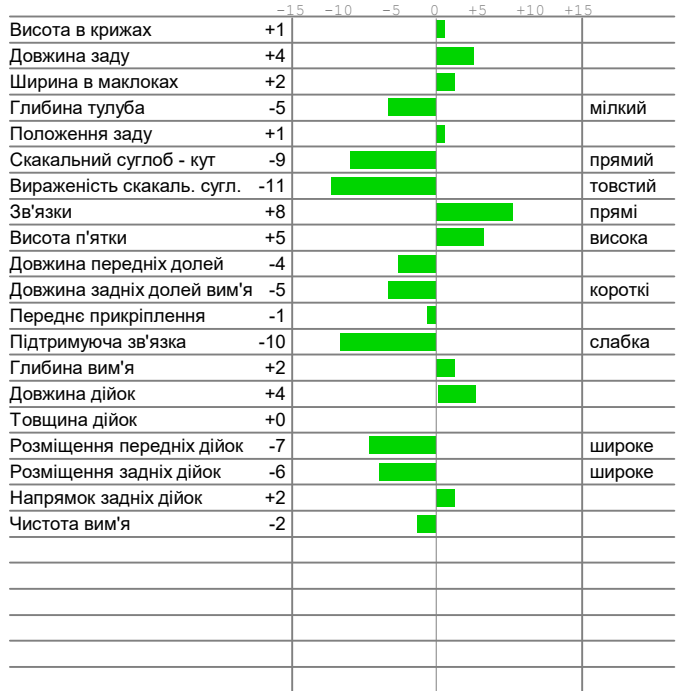 -15 -10 -5 0 +5 +10 +15
Висота в крижах +1
Довжина заду +4
Ширина в маклоках +2
Глибина тулуба -5 мілкий
Положення заду +1
Скакальний суглоб - кут -9 прямий
Вираженість скакаль. сугл. -11 товстий
Зв'язки +8 прямі
Висота п'ятки +5 висока
Довжина передніх долей -4
Довжина задніх долей вим'я -5 короткі
Переднє прикріплення -1
Підтримуюча зв'язка -10 слабка
Глибина вим'я +2
Довжина дійок +4
Товщина дійок +0
Розміщення передніх дійок -7 широке
Розміщення задніх дійок -6 широке
Напрямок задніх дійок +2
Чистота вим'я -2